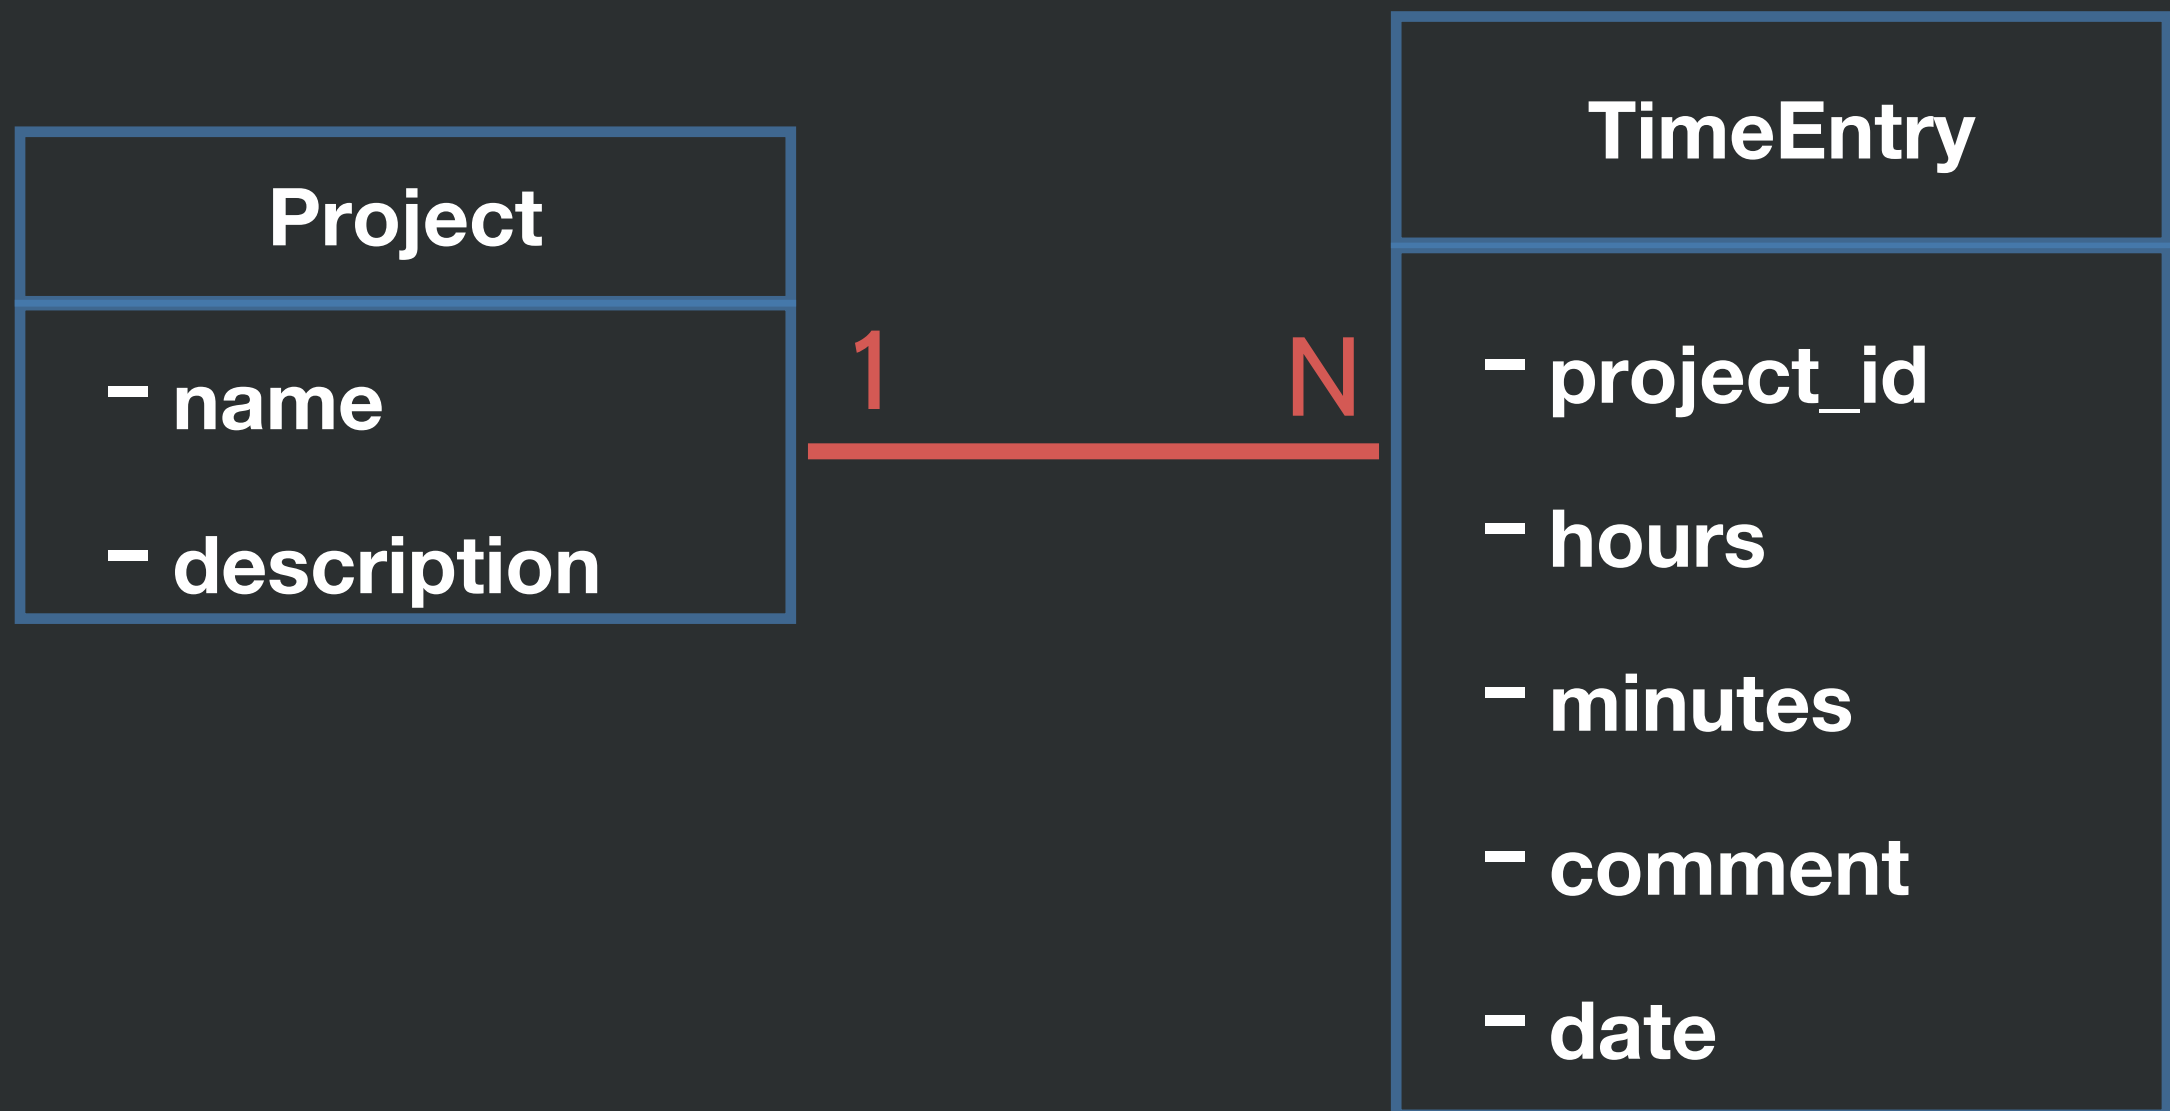 Project
- name
- description
1
N
TimeEntry
- project_id
- hours
- minutes
- comment
- date